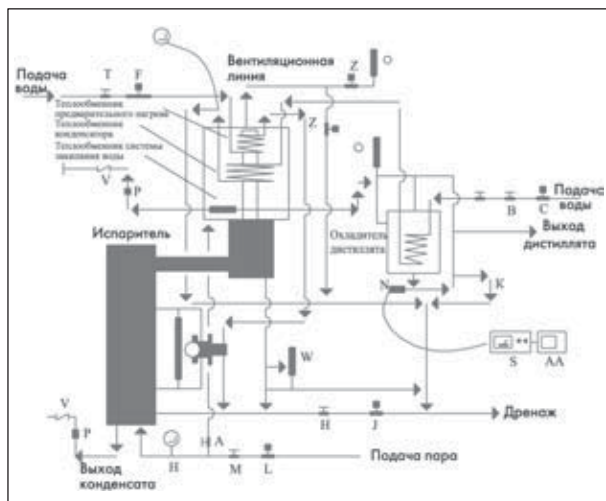 Вентиляционная
линия
Z
Подача
воды
T
F
Теплообменник
предварительного нагрева
Теплообменник
конденсатора
Теплообменник системы
закипания воды
Z
V
P
Подача
воды
B
C
Испаритель
Охладитель
дистиллята
Выход
дистиллята
N
K
S
AA
W
V
P
A
H
J
Дренаж
H
M
L
Подача пара
Выход
конденсата